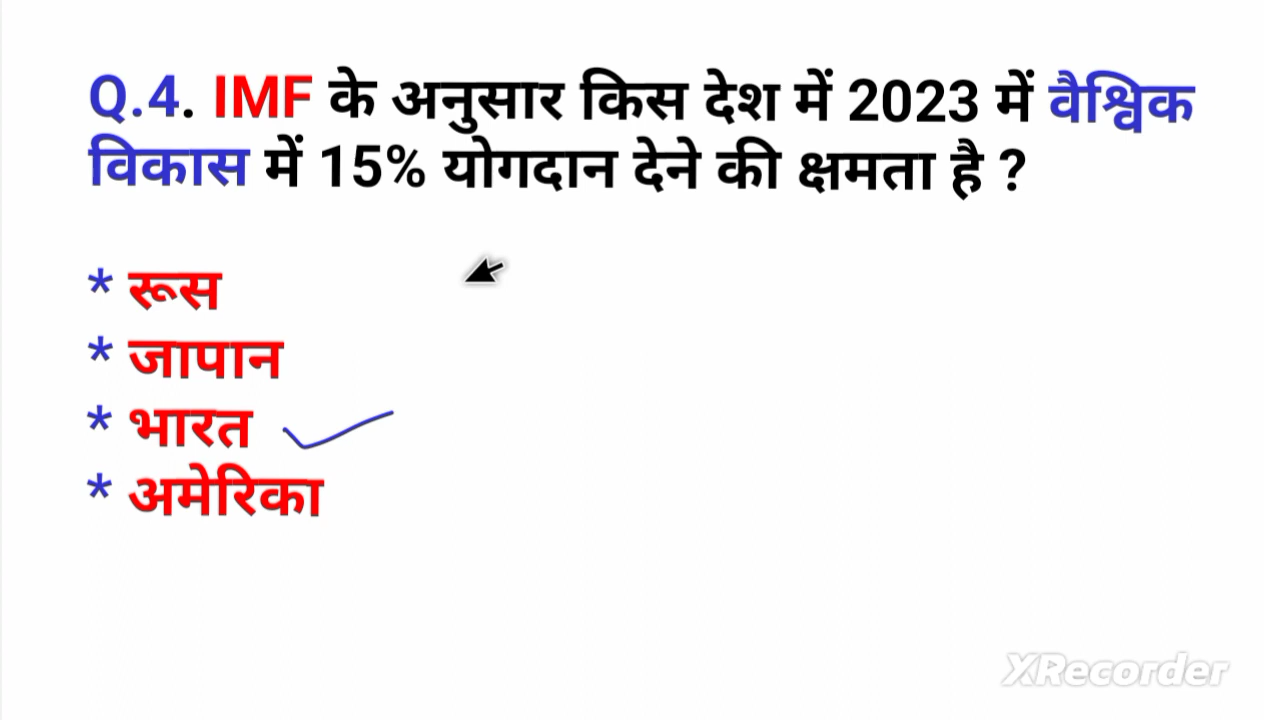 Q.4. IMF के अनुसार किस देश में 2023 में वैश्विक
विकास में 15% योगदान देने की क्षमता है ?
* रूस
* जापान
* भारत
* अमेरिका
XRecorder